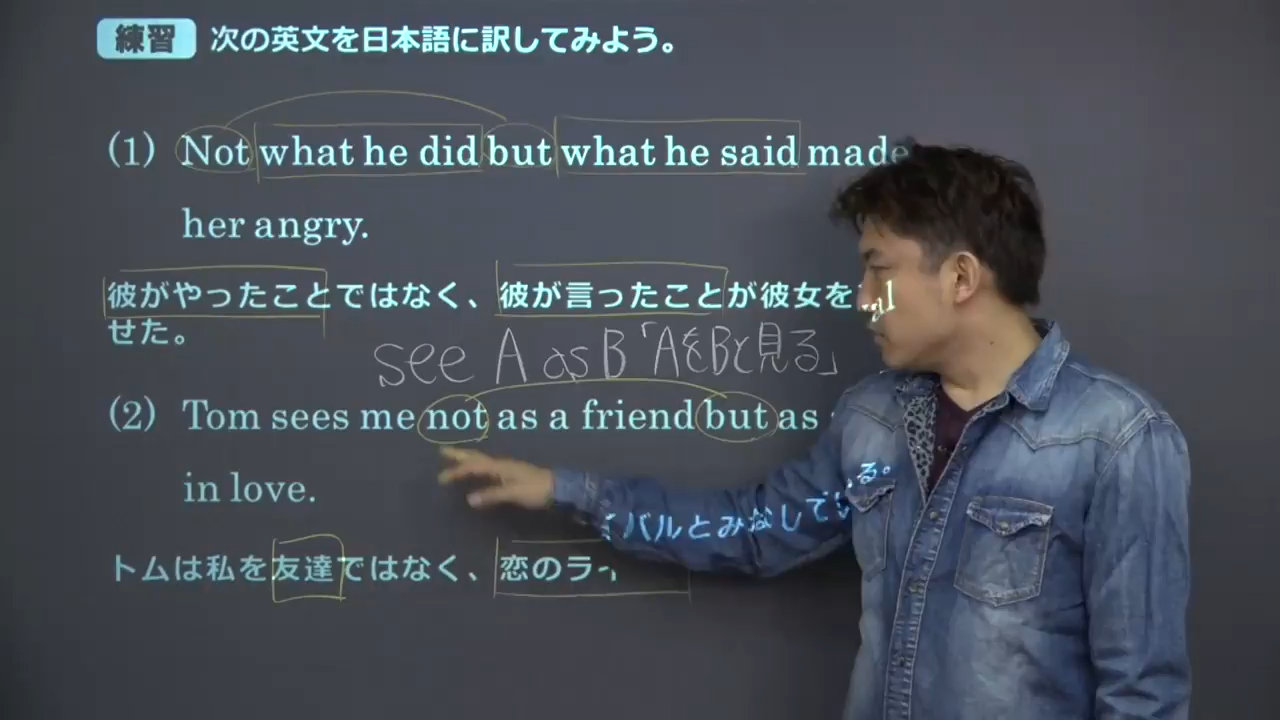 練習 次の英文を日本語に訳してみよう。
(1) Not what he did but what he said made
her angry.
彼がやったことではなく、彼が言ったことが彼女を
せた。
see A as B「AをBと見る」
(2) Tom sees me not as a friend but as
in love.
トムは私を友達ではなく、恋のライバルとみなしている。